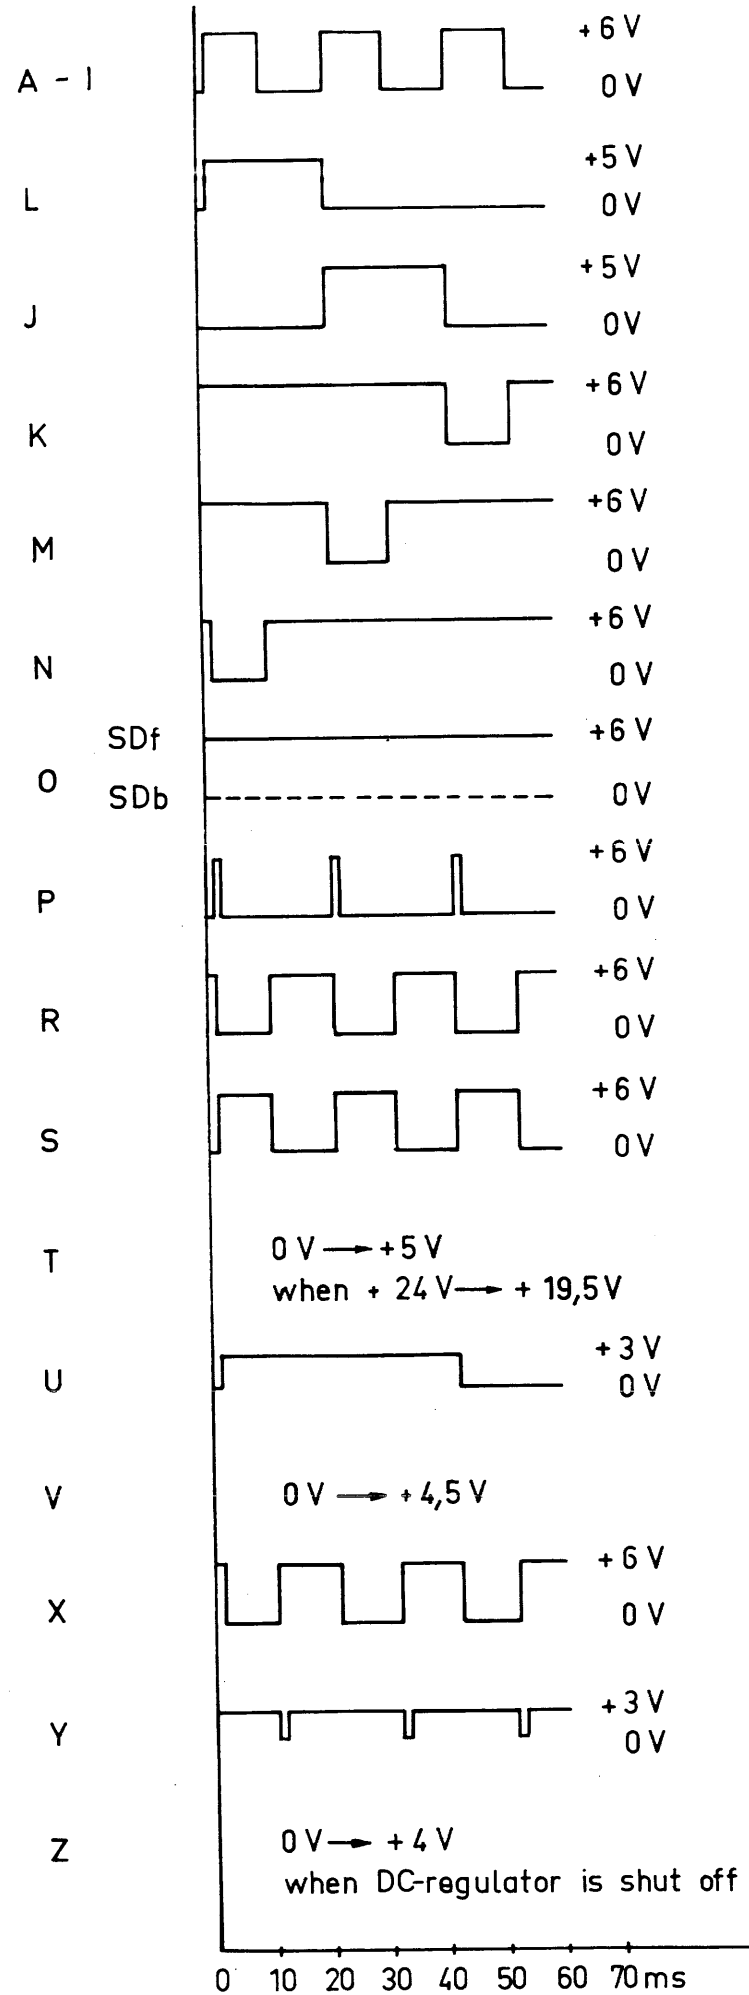 +6 V
A - I
0 V
+5 V
L
0 V
+5 V
J
0 V
+6 V
K
0 V
+6 V
M
0 V
+6 V
N
0 V
SDf
+6 V
O
SDb
0 V
+6 V
P
0 V
+6 V
R
0 V
+6 V
S
0 V
T
0 V → +5 V
when + 24 V → + 19,5 V
+3 V
U
0 V
V
0 V → +4,5 V
+6 V
X
0 V
+3 V
Y
0 V
Z
0 V → +4 V
when DC-regulator is shut off
0 10 20 30 40 50 60 70 ms